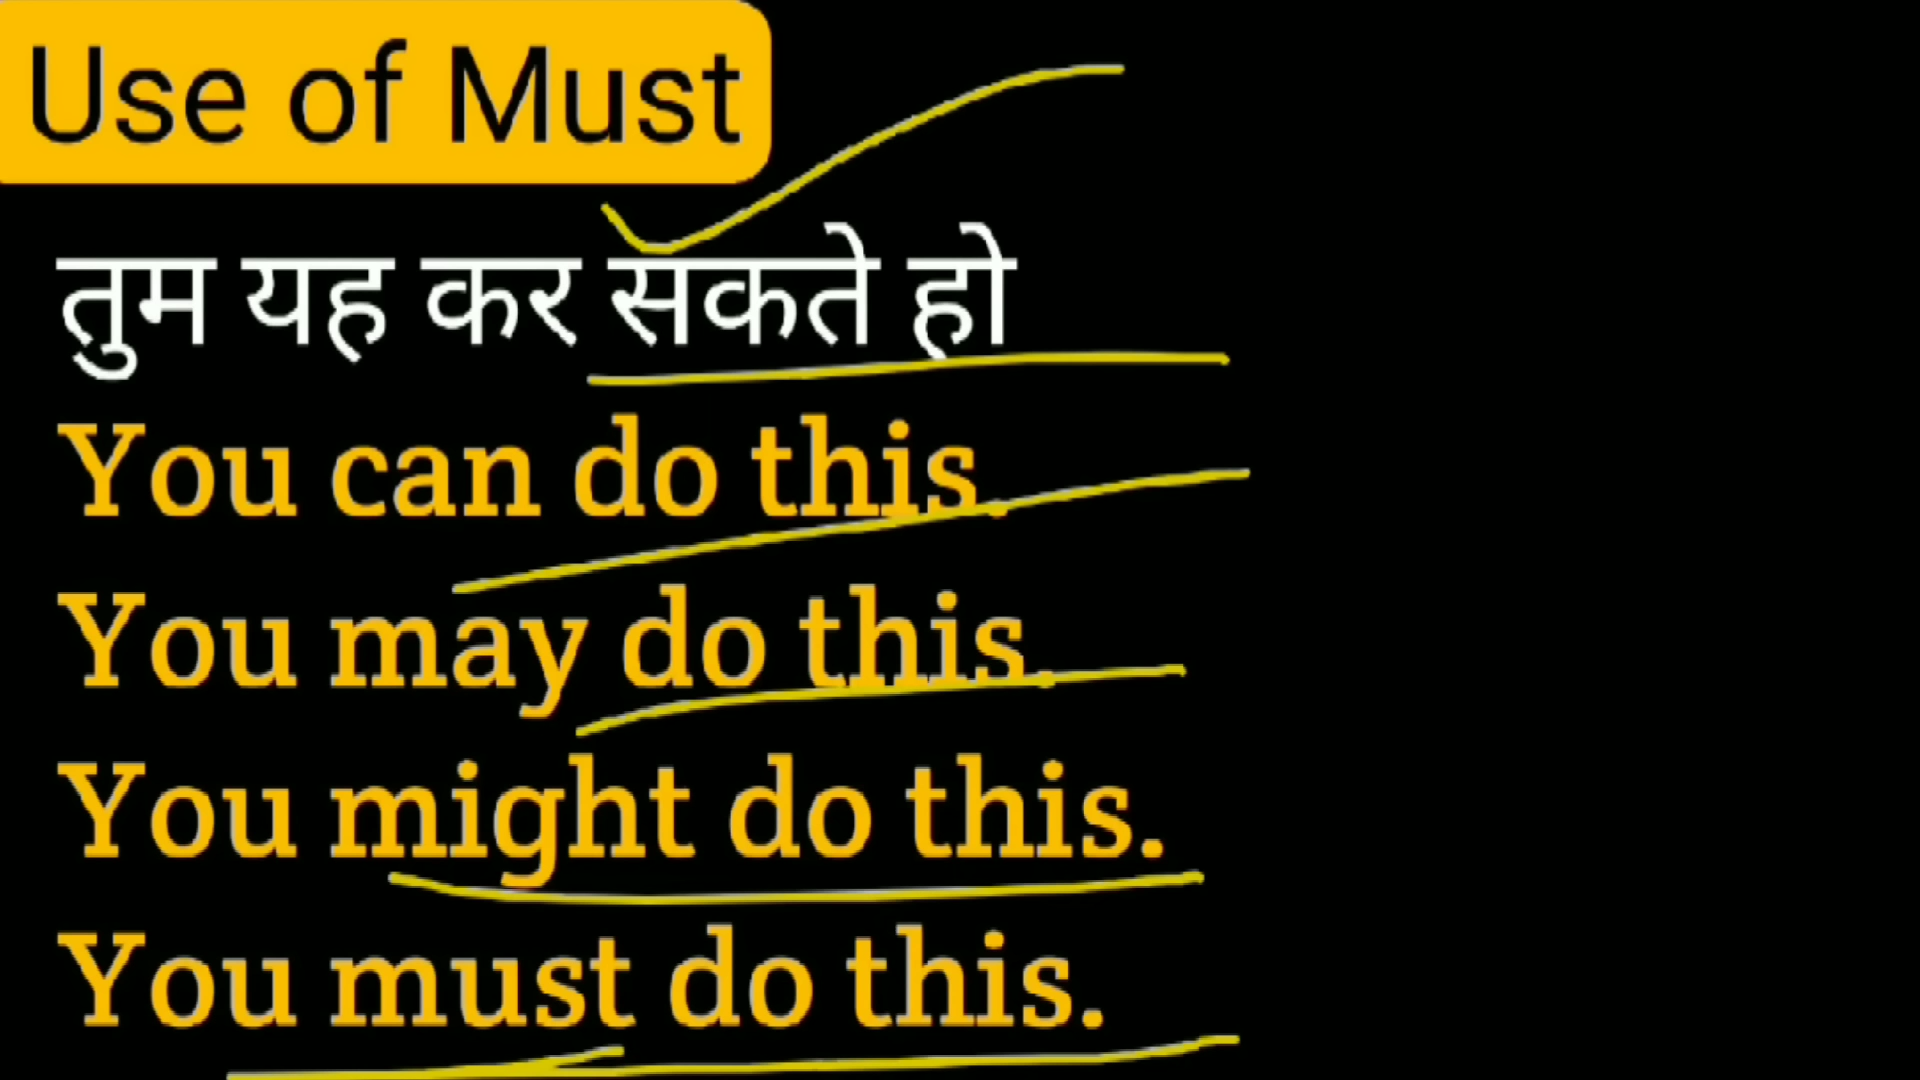 Use of Must
तुम यह कर सकते हो
You can do this.
You may do this.
You might do this.
You must do this.